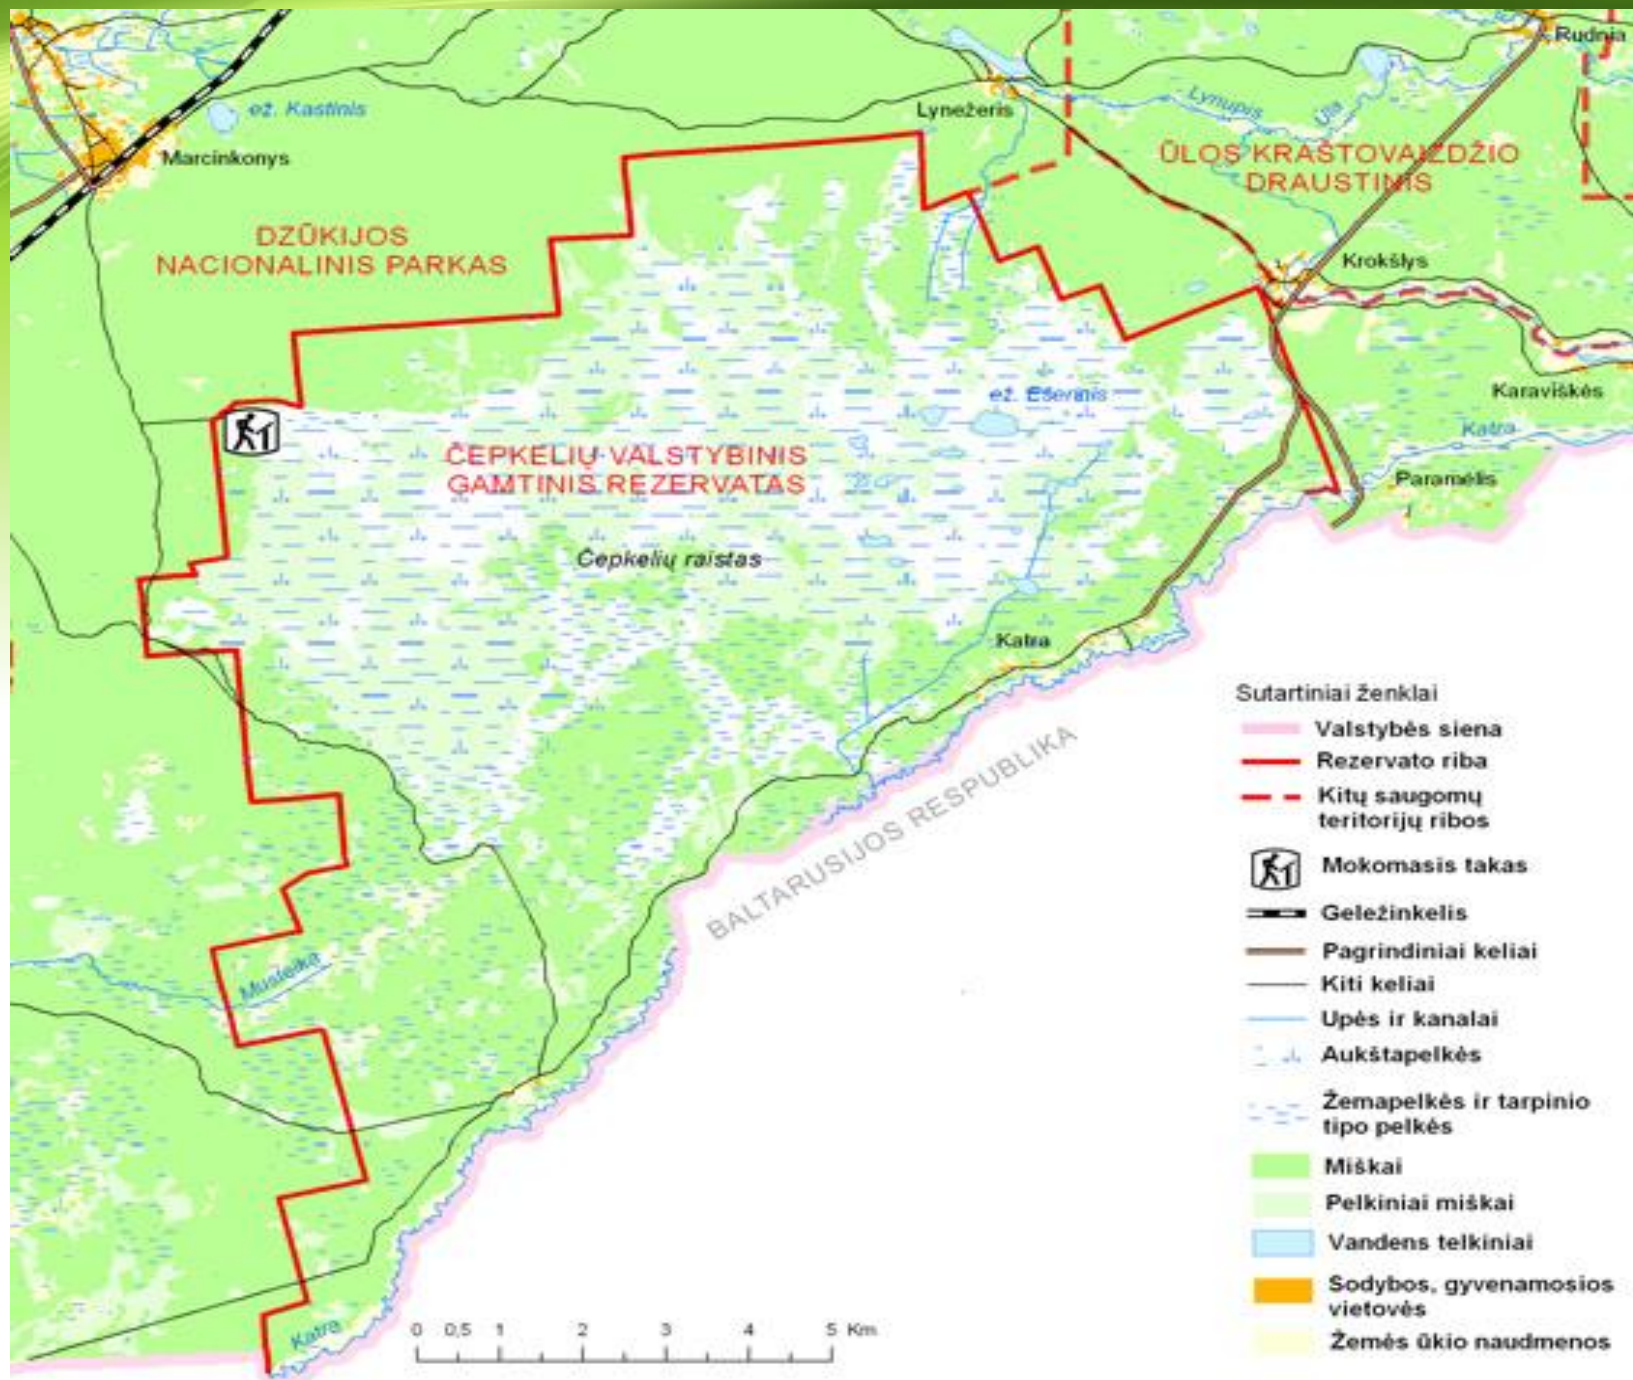 Rudnia
ež. Kastinis
Lynežeris
Lynupis
Ūla
Marcinkonys
ŪLOS KRAŠTOVAIZDŽIO
DRAUSTINIS
DZŪKIJOS
NACIONALINIS PARKAS
Krokšlys
Karaviškės
ež. Ešerinis
Katra
ČEPKELIŲ VALSTYBINIS
GAMTINIS REZERVATAS
Paramėlis
Čepkelių raistas
Katra
BALTARUSIJOS RESPUBLIKA
Musteika
Katra
0 0,5 1 2 3 4 5 Km
Sutartiniai ženklai
Valstybės siena
Rezervato riba
Kitų saugomų
teritorijų ribos
Mokomasis takas
Geležinkelis
Pagrindiniai keliai
Kiti keliai
Upės ir kanalai
Aukštapelkės
Žemapelkės ir tarpinio
tipo pelkės
Miškai
Pelkiniai miškai
Vandens telkiniai
Sodybos, gyvenamosios
vietovės
Žemės ūkio naudmenos